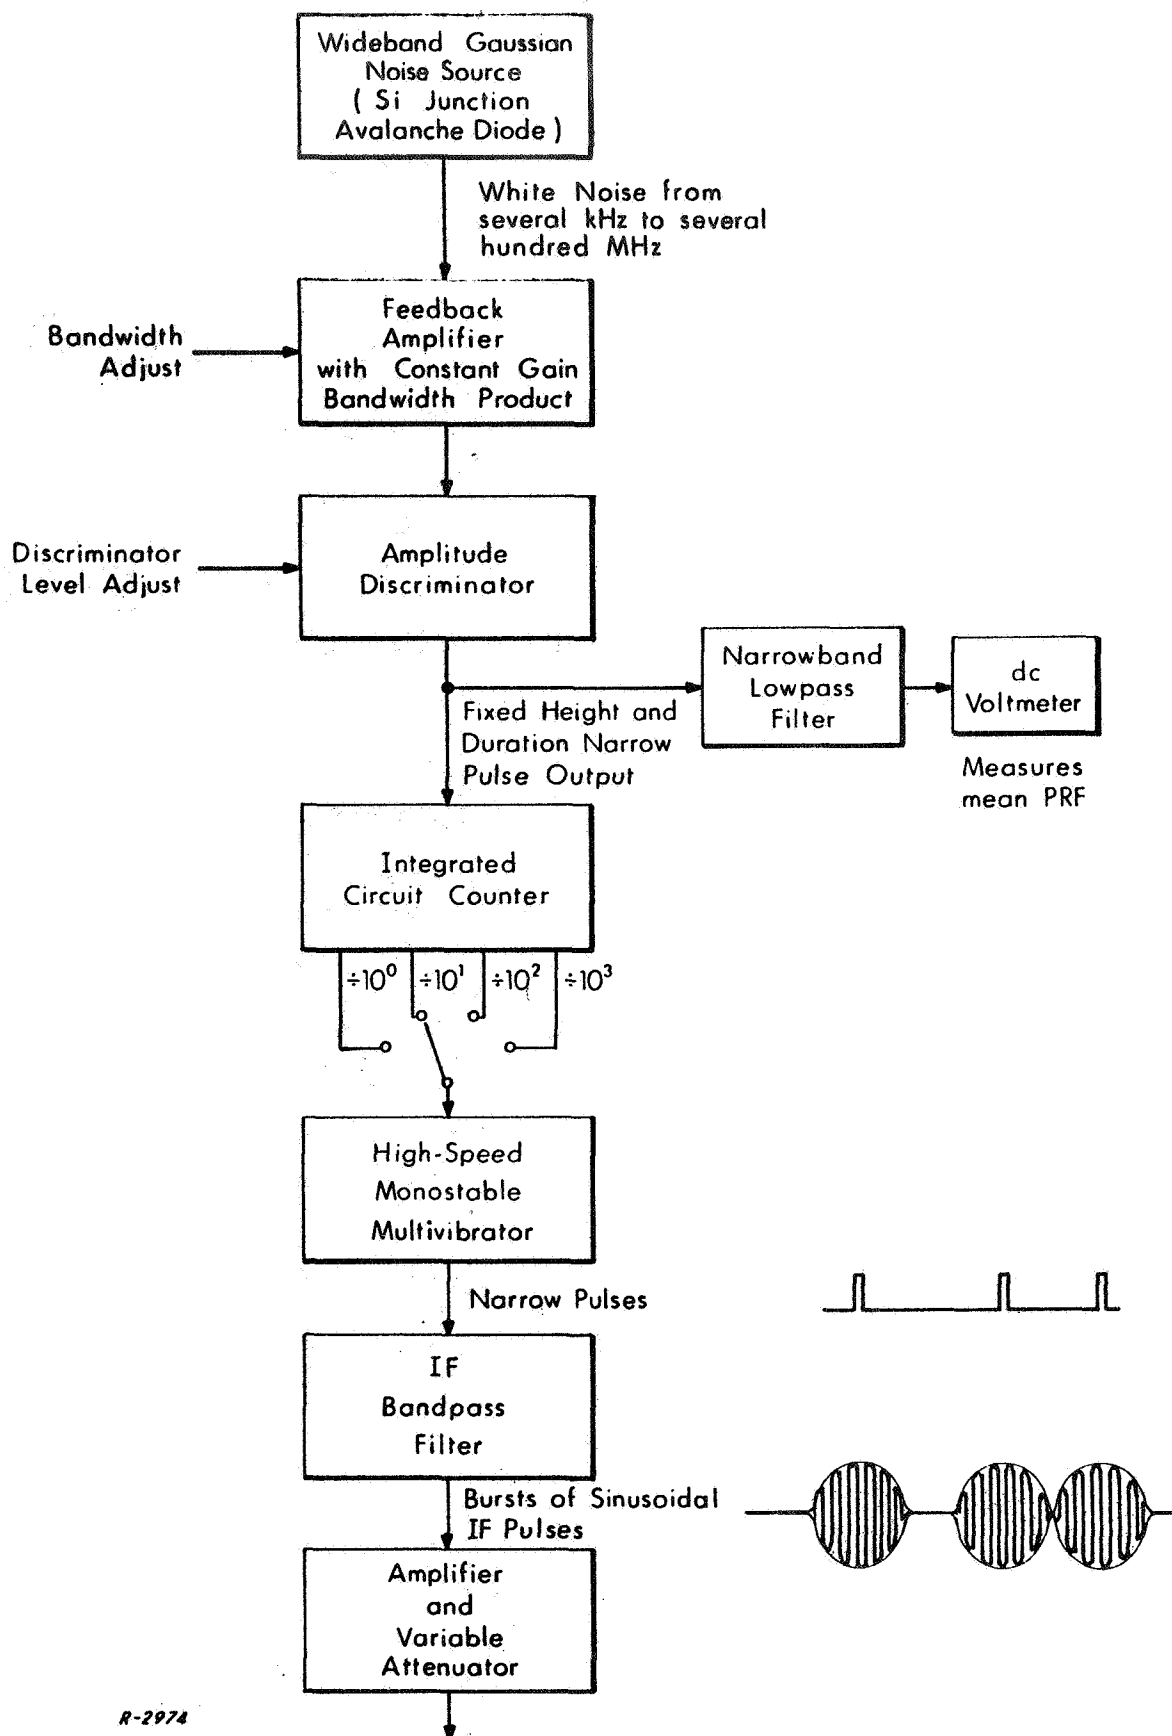 Wideband Gaussian
Noise Source
( Si Junction
Avalanche Diode )
White Noise from
several kHz to several
hundred MHz
Bandwidth
Adjust
Feedback
Amplifier
with Constant Gain
Bandwidth Product
Discriminator
Level Adjust
Amplitude
Discriminator
Narrowband
Lowpass
Filter
dc
Voltmeter
Measures
mean PRF
Fixed Height and
Duration Narrow
Pulse Output
Integrated
Circuit Counter
÷10⁰ ÷10¹ ÷10² ÷10³
High-Speed
Monostable
Multivibrator
Narrow Pulses
IF
Bandpass
Filter
Bursts of Sinusoidal
IF Pulses
Amplifier
and
Variable
Attenuator
R-2974